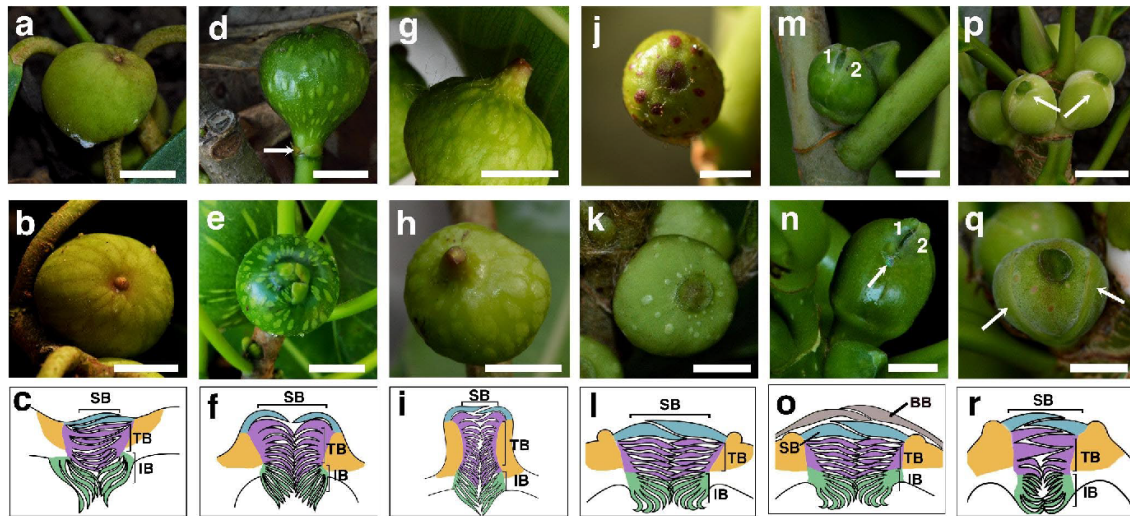 a d g j m p
1 2
b e h k n q
1 2
c SB TB IB
f SB TB IB
i SB TB IB
l SB TB IB
o SB BB TB IB
r SB TB IB